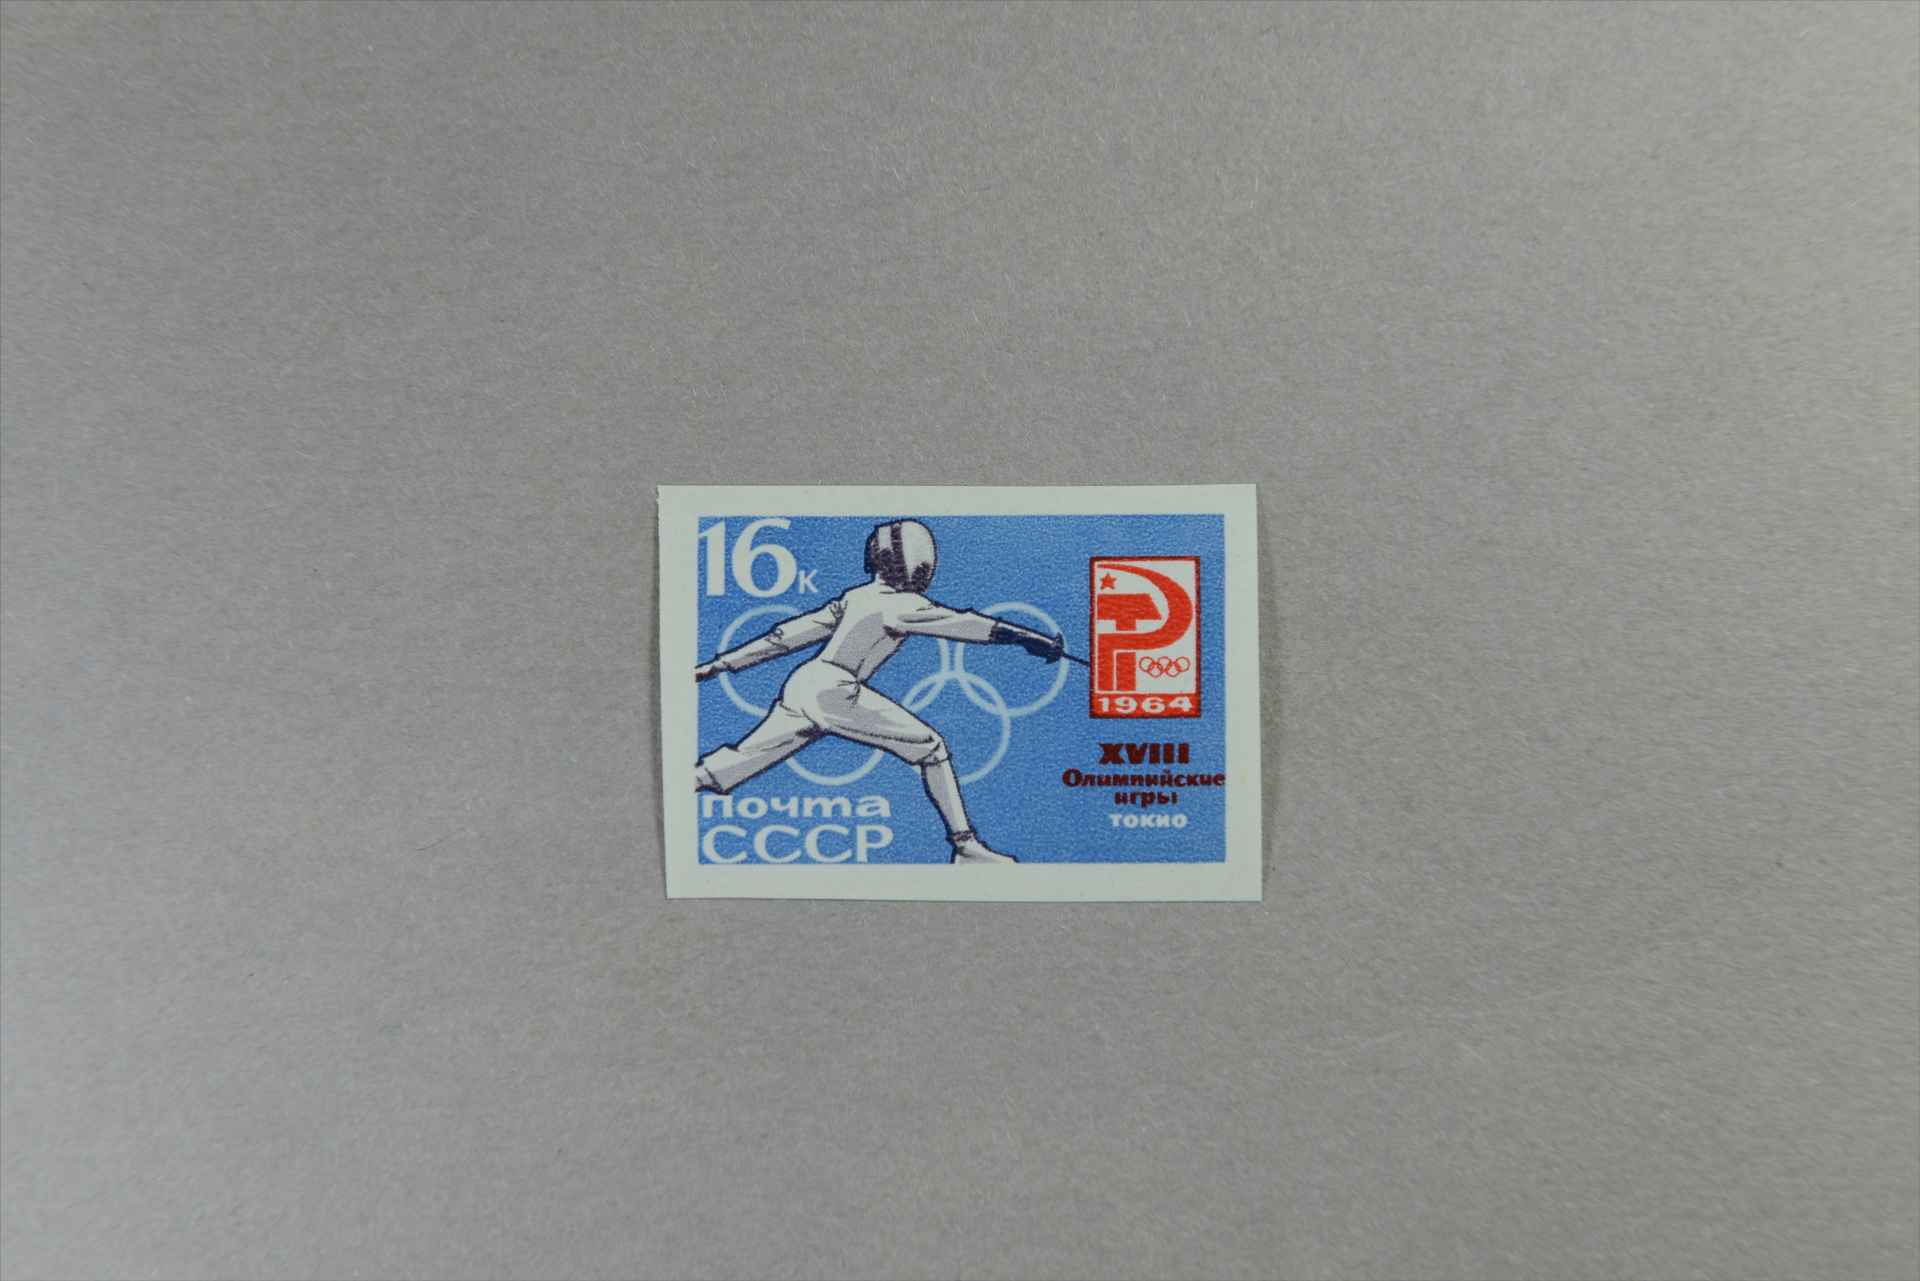 16к
1964
XVIII
Олимпийские
игры
токио
почта
СССР